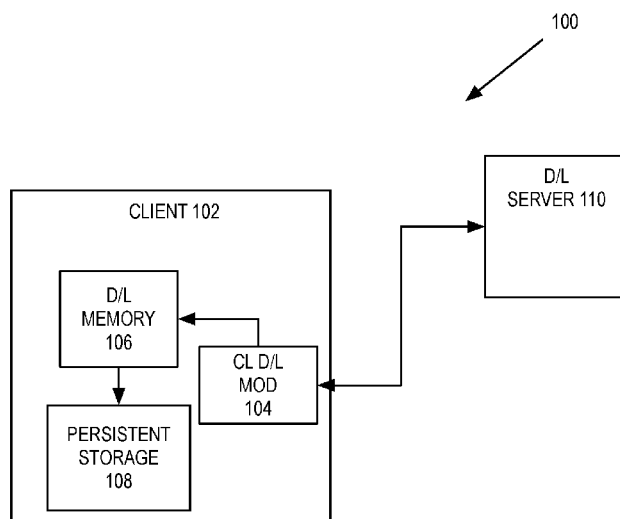 100
D/L
SERVER 110
CLIENT 102
D/L
MEMORY
106
CL D/L
MOD
104
PERSISTENT
STORAGE
108